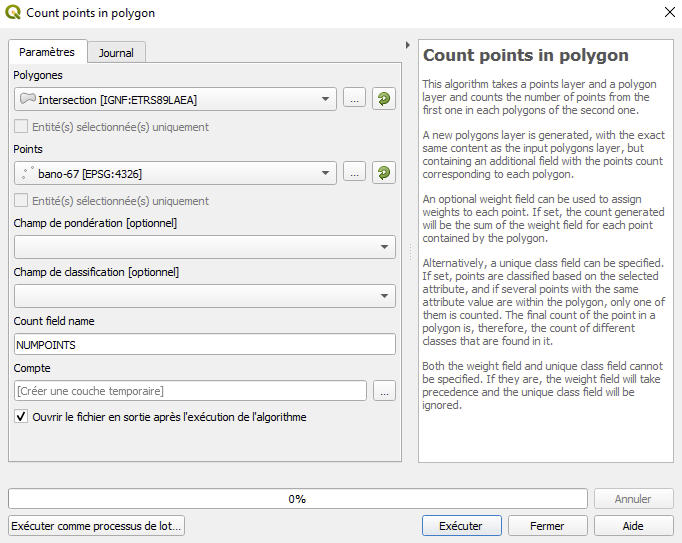 Count points in polygon
Paramètres
Journal
Polygones
Intersection [IGNF:ETRS89LAEA]
...
Entité(s) sélectionnée(s) uniquement
Points
bano-67 [EPSG:4326]
...
Entité(s) sélectionnée(s) uniquement
Champ de pondération [optionnel]
Champ de classification [optionnel]
Count field name
NUMPOINTS
Compte
[Créer une couche temporaire]
...
Ouvrir le fichier en sortie après l'exécution de l'algorithme
Count points in polygon
This algorithm takes a points layer and a polygon
layer and counts the number of points from the
first one in each polygons of the second one.
A new polygons layer is generated, with the exact
same content as the input polygons layer, but
containing an additional field with the points count
corresponding to each polygon.
An optional weight field can be used to assign
weights to each point. If set, the count generated
will be the sum of the weight field for each point
contained by the polygon.
Alternatively, a unique class field can be specified.
If set, points are classified based on the selected
attribute, and if several points with the same
attribute value are within the polygon, only one of
them is counted. The final count of the point in a
polygon is, therefore, the count of different
classes that are found in it.
Both the weight field and unique class field cannot
be specified. If they are, the weight field will take
precedence and the unique class field will be
ignored.
0%
Annuler
Exécuter comme processus de lot...
Exécuter
Fermer
Aide